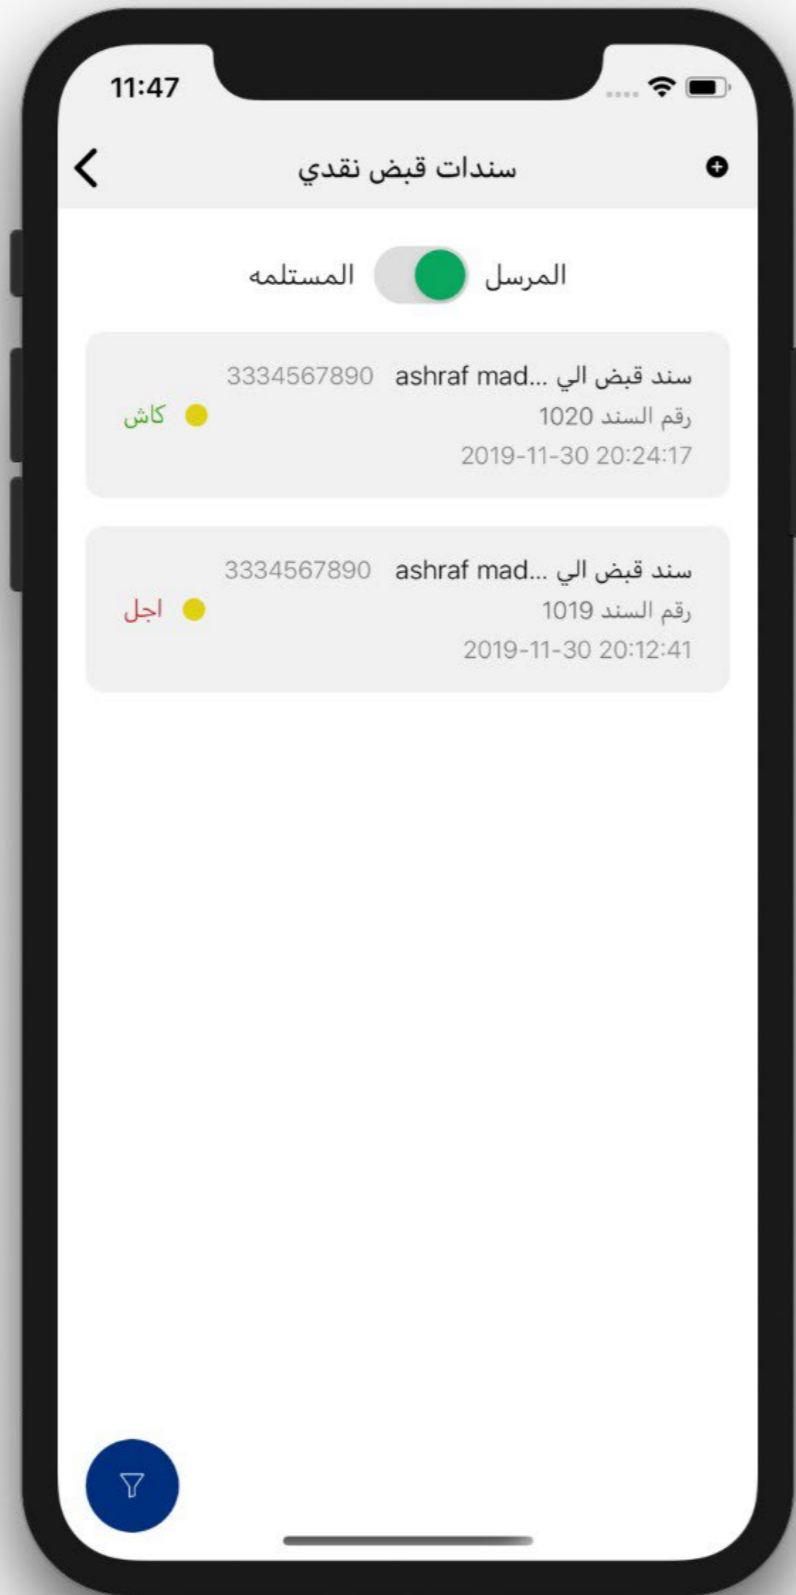 11:47
سندات قبض نقدي
المرسل المستلمه
سند قبض الي ...ashraf mad 3334567890
رقم السند 1020
كاش
2019-11-30 20:24:17
سند قبض الي ...ashraf mad 3334567890
رقم السند 1019
اجل
2019-11-30 20:12:41